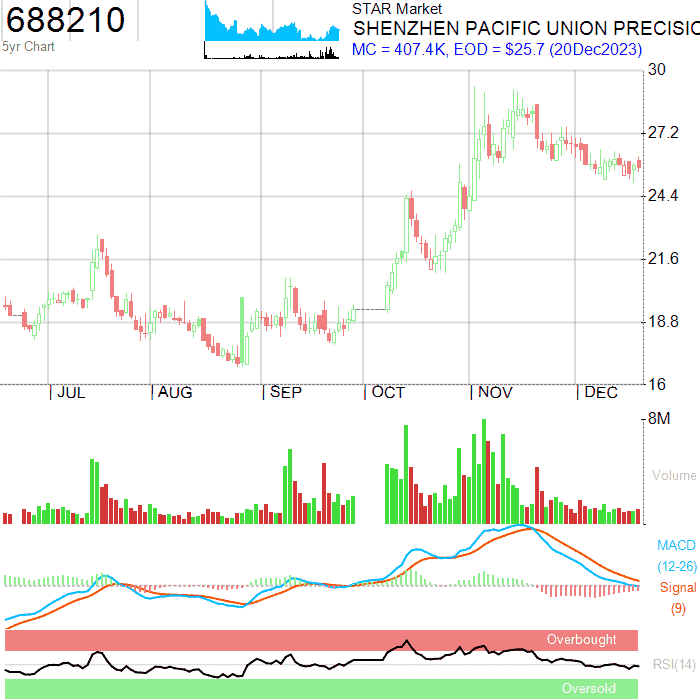 688210
5yr Chart
STAR Market
SHENZHEN PACIFIC UNION PRECISIO
MC = 407.4K, EOD = $25.7 (20Dec2023)
30
27.2
24.4
21.6
18.8
16
JUL AUG SEP OCT NOV DEC
8M
Volume
MACD
(12-26)
Signal
(9)
Overbought
RSI(14)
Oversold